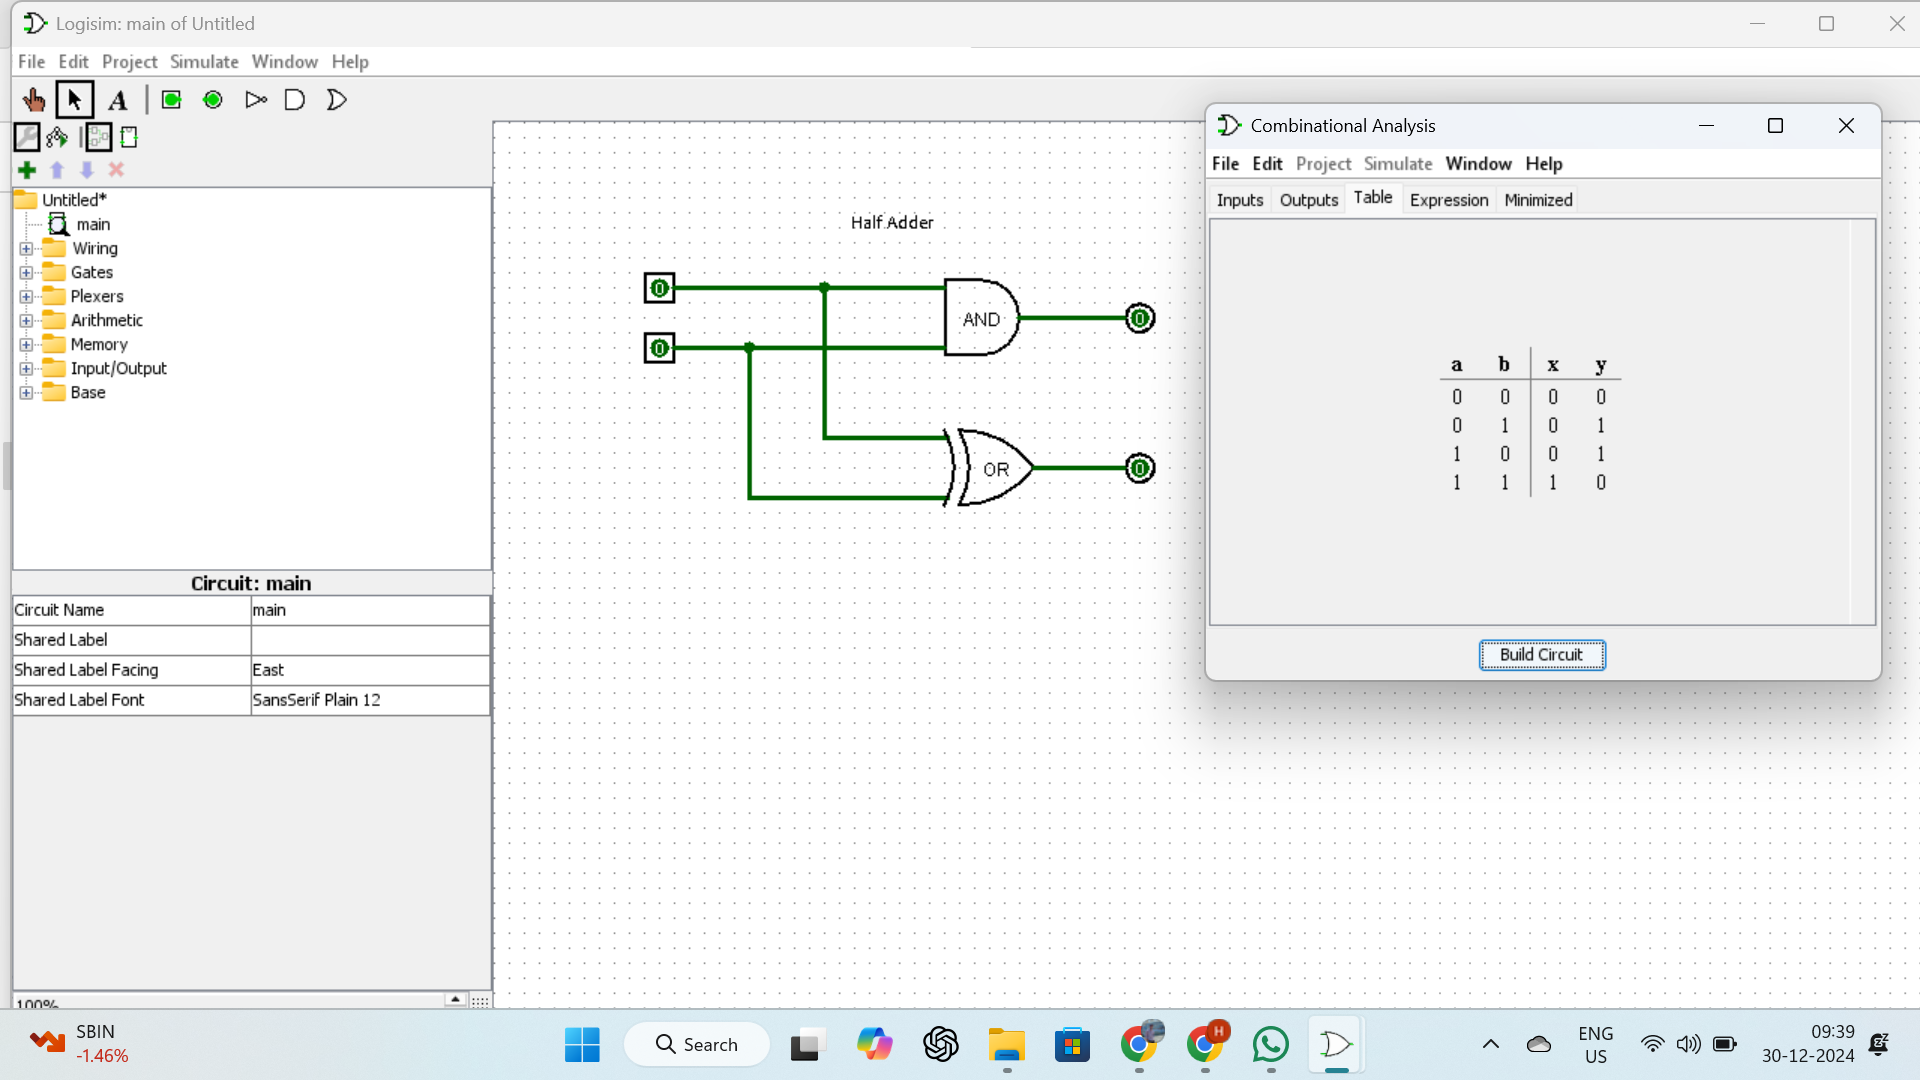 Logisim: main of Untitled
File Edit Project Simulate Window Help
A
Untitled*
main
Wiring
Gates
Plexers
Arithmetic
Memory
Input/Output
Base
Circuit: main
Circuit Name main
Shared Label
Shared Label Facing East
Shared Label Font SansSerif Plain 12
100%
Half Adder
0
0
AND
0
OR
0
Combinational Analysis
File Edit Project Simulate Window Help
Inputs Outputs Table Expression Minimized
a b x y
0 0 0 0
0 1 0 1
1 0 0 1
1 1 1 0
Build Circuit
SBIN
-1.46%
Search
H
ENG
US
09:39
30-12-2024